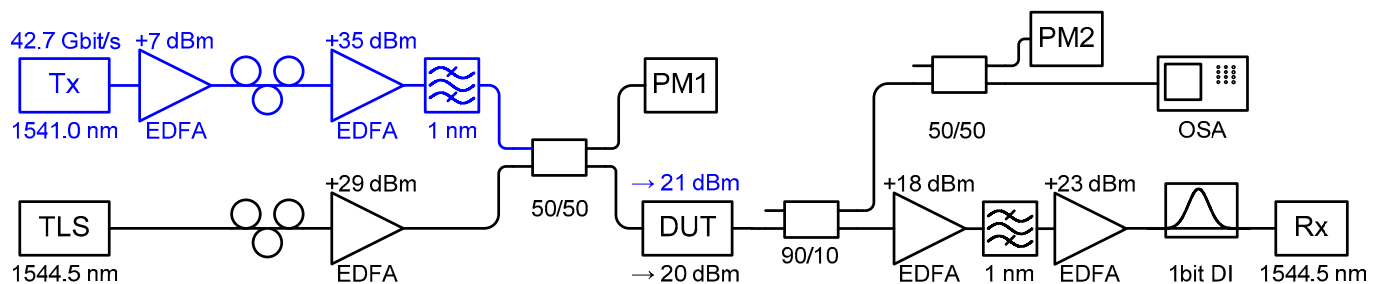 42.7 Gbit/s
+7 dBm
+35 dBm
Tx
1541.0 nm
EDFA
EDFA
1 nm
PM1
PM2
50/50
OSA
+29 dBm
TLS
1544.5 nm
EDFA
50/50
→ 21 dBm
DUT
→ 20 dBm
90/10
+18 dBm
EDFA
1 nm
+23 dBm
EDFA
1bit DI
Rx
1544.5 nm